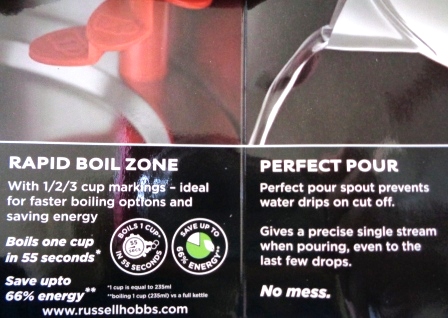 RAPID BOIL ZONE
With 1/2/3 cup markings – ideal
for faster boiling options and
saving energy
Boils one cup
in 55 seconds*
BOILS 1 CUP*
55
SECS
IN 55 SECONDS
SAVE UP TO
66% ENERGY**
Save upto
66% energy**
*1 cup is equal to 235ml
**boiling 1 cup (235ml) vs a full kettle
www.russellhobbs.com
PERFECT POUR
Perfect pour spout prevents
water drips on cut off.
Gives a precise single stream
when pouring, even to the
last few drops.
No mess.